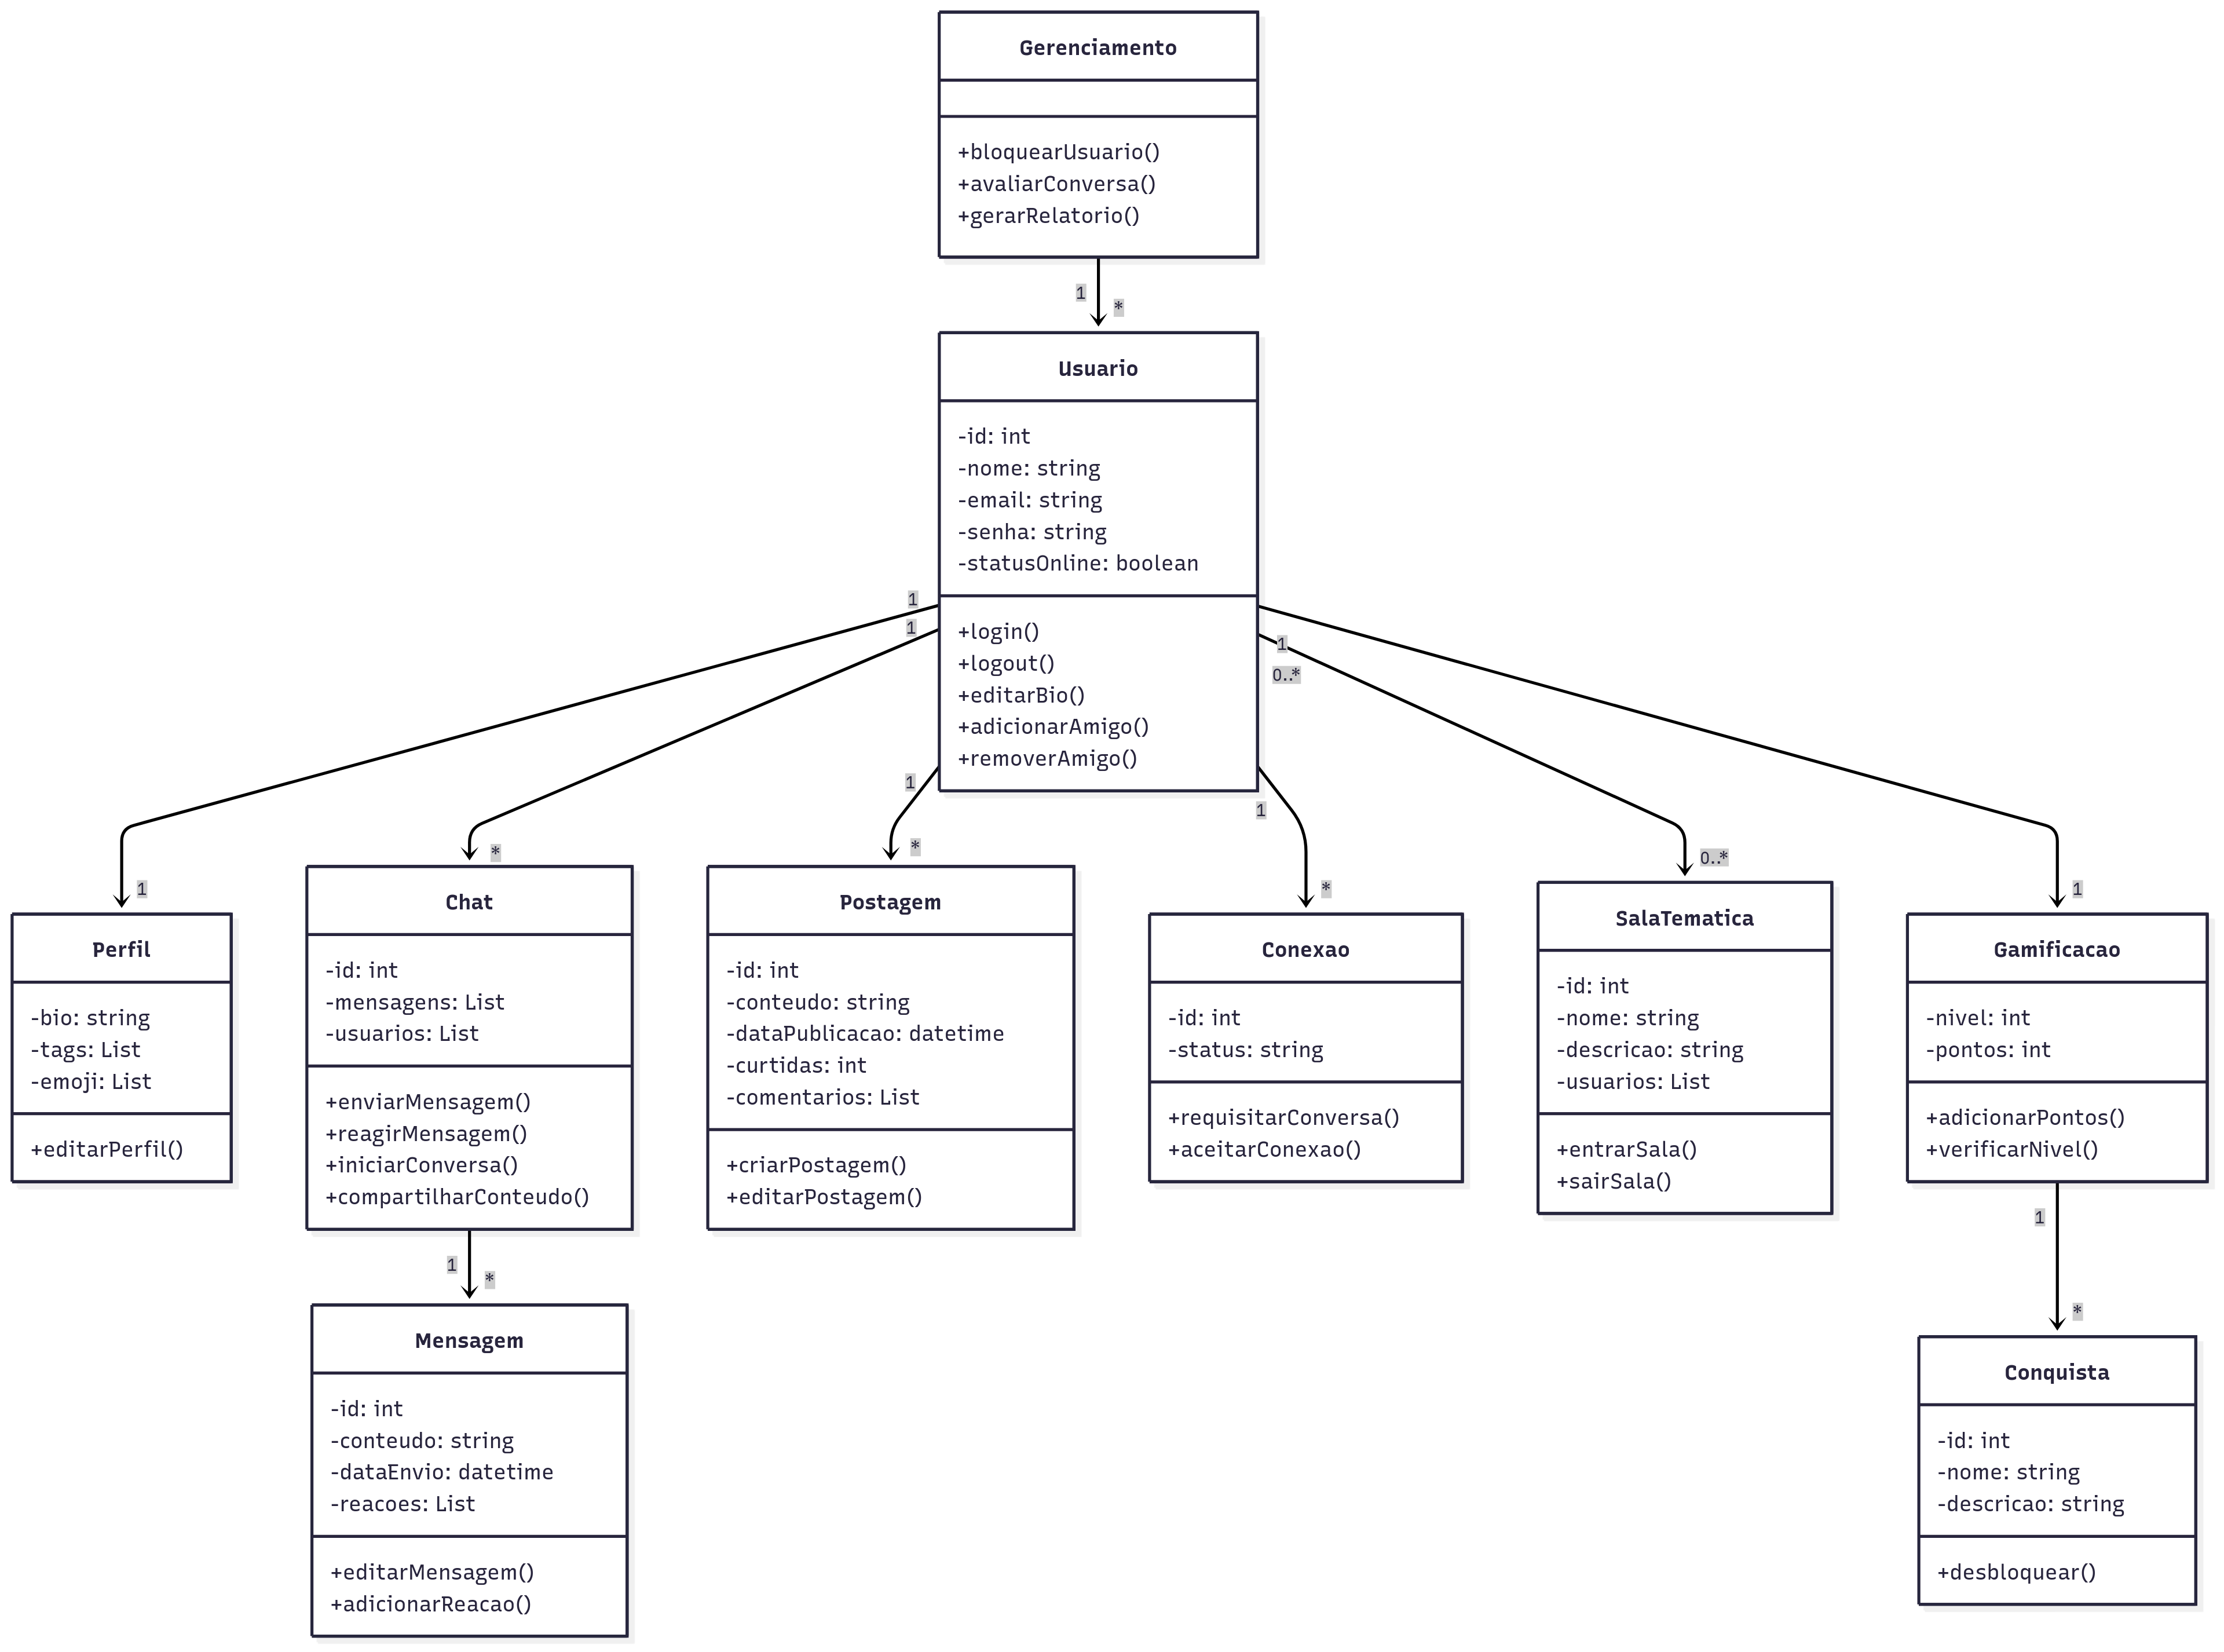 Gerenciamento
+bloquearUsuario()
+avaliarConversa()
+gerarRelatorio()
1
*
Usuario
-id: int
-nome: string
-email: string
-senha: string
-statusOnline: boolean
+login()
+logout()
+editarBio()
+adicionarAmigo()
+removerAmigo()
1
1
1
1
1
0..*
1
*
*
*
0..*
1
Perfil
-bio: string
-tags: List
-emoji: List
+editarPerfil()
Chat
-id: int
-mensagens: List
-usuarios: List
+enviarMensagem()
+reagirMensagem()
+iniciarConversa()
+compartilharConteudo()
Postagem
-id: int
-conteudo: string
-dataPublicacao: datetime
-curtidas: int
-comentarios: List
+criarPostagem()
+editarPostagem()
Conexao
-id: int
-status: string
+requisitarConversa()
+aceitarConexao()
SalaTematica
-id: int
-nome: string
-descricao: string
-usuarios: List
+entrarSala()
+sairSala()
Gamificacao
-nivel: int
-pontos: int
+adicionarPontos()
+verificarNivel()
1
*
Mensagem
-id: int
-conteudo: string
-dataEnvio: datetime
-reacoes: List
+editarMensagem()
+adicionarReacao()
1
*
Conquista
-id: int
-nome: string
-descricao: string
+desbloquear()